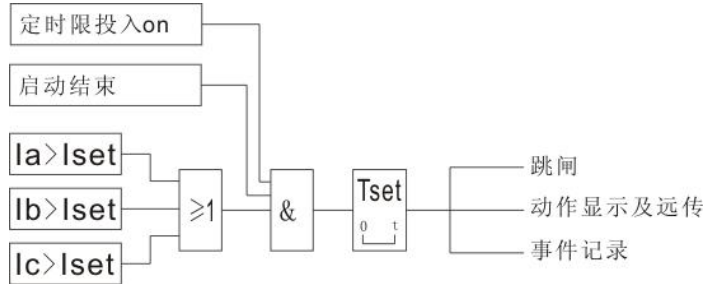 定时限投入on
启动结束
Ia>Iset
Ib>Iset
Ic>Iset
≥1
&
Tset
0 t
跳闸
动作显示及远传
事件记录